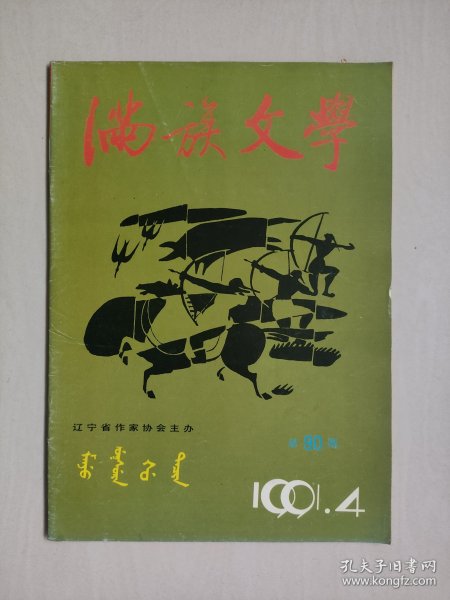 满族文學
辽宁省作家协会主办
第90期
1991.4
孔夫子旧书网
www.kongfz.com